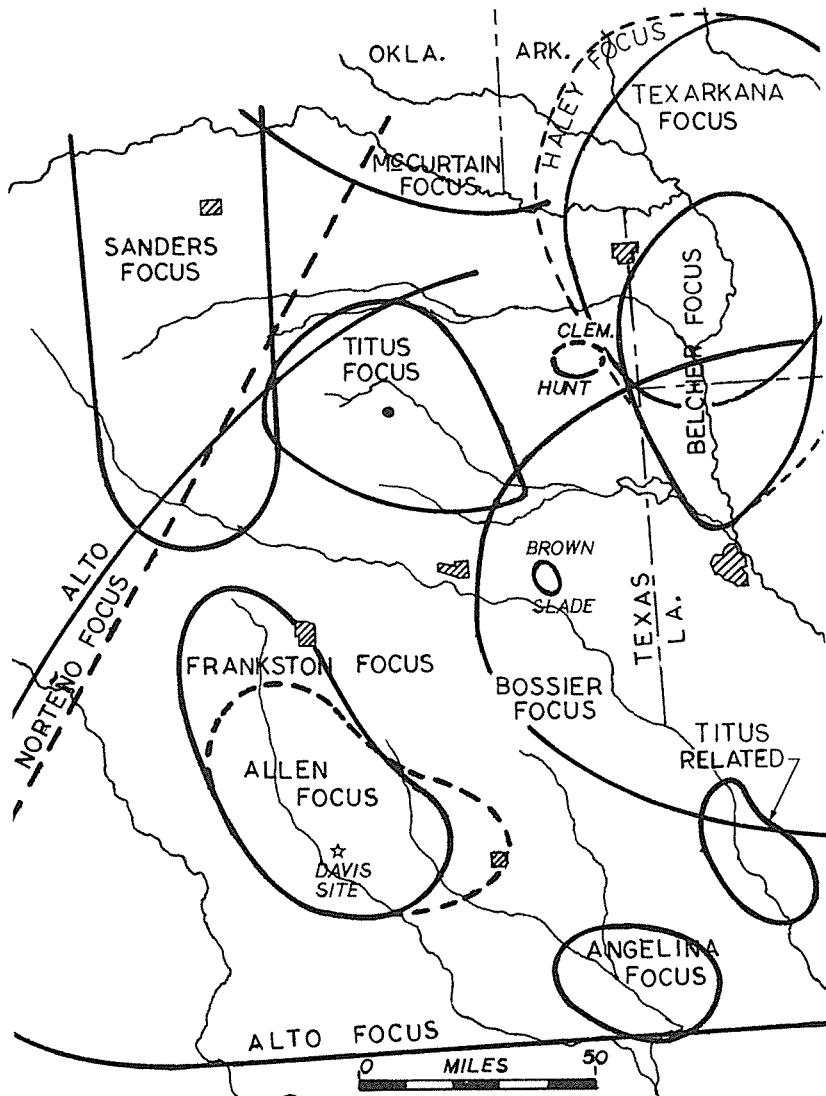 OKLA.
ARK.
HALEY FOCUS
TEXARKANA
FOCUS
McCURTAIN
FOCUS
SANDERS
FOCUS
BELCHER FOCUS
CLEM.
HUNT
TITUS
FOCUS
BROWN
SLADE
ALTO
NORTEÑO FOCUS
TEXAS
LA.
FRANKSTON FOCUS
BOSSIER
FOCUS
TITUS
RELATED
ALLEN
FOCUS
DAVIS
SITE
ANGELINA
FOCUS
ALTO FOCUS
0 MILES 50